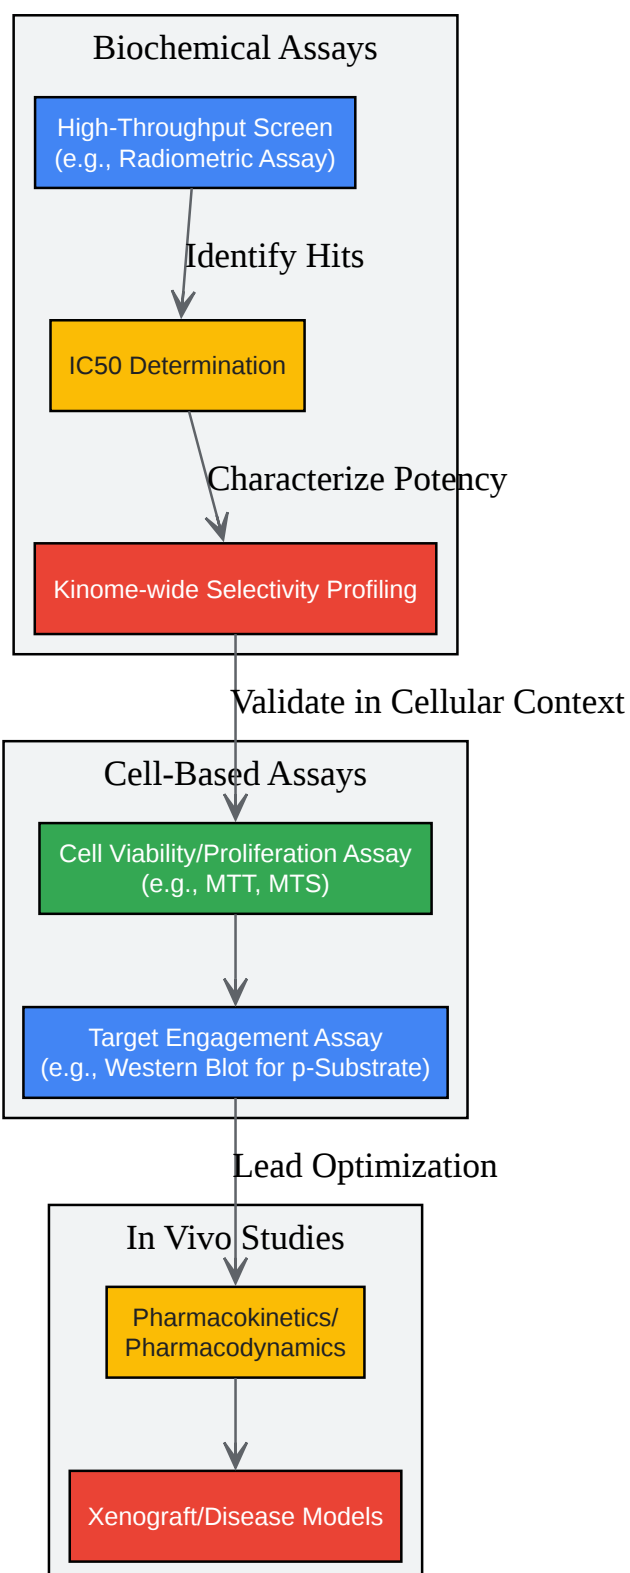 Biochemical Assays
High-Throughput Screen
(e.g., Radiometric Assay)
Identify Hits
IC50 Determination
Characterize Potency
Kinome-wide Selectivity Profiling
Validate in Cellular Context
Cell-Based Assays
Cell Viability/Proliferation Assay
(e.g., MTT, MTS)
Target Engagement Assay
(e.g., Western Blot for p-Substrate)
Lead Optimization
In Vivo Studies
Pharmacokinetics/
Pharmacodynamics
Xenograft/Disease Models